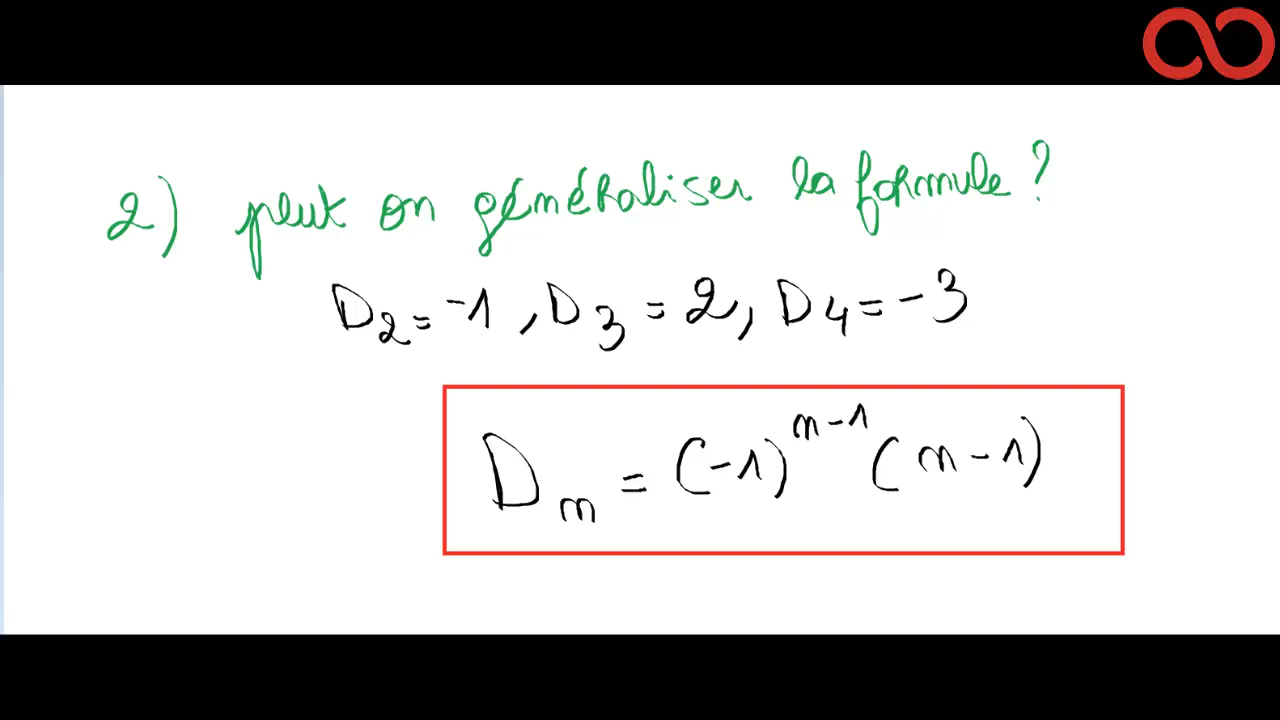 2) peut on généraliser la formule ?
D₂ = -1 , D₃ = 2, D₄ = -3
Dₙ = (-1)ⁿ⁻¹ (n - 1)